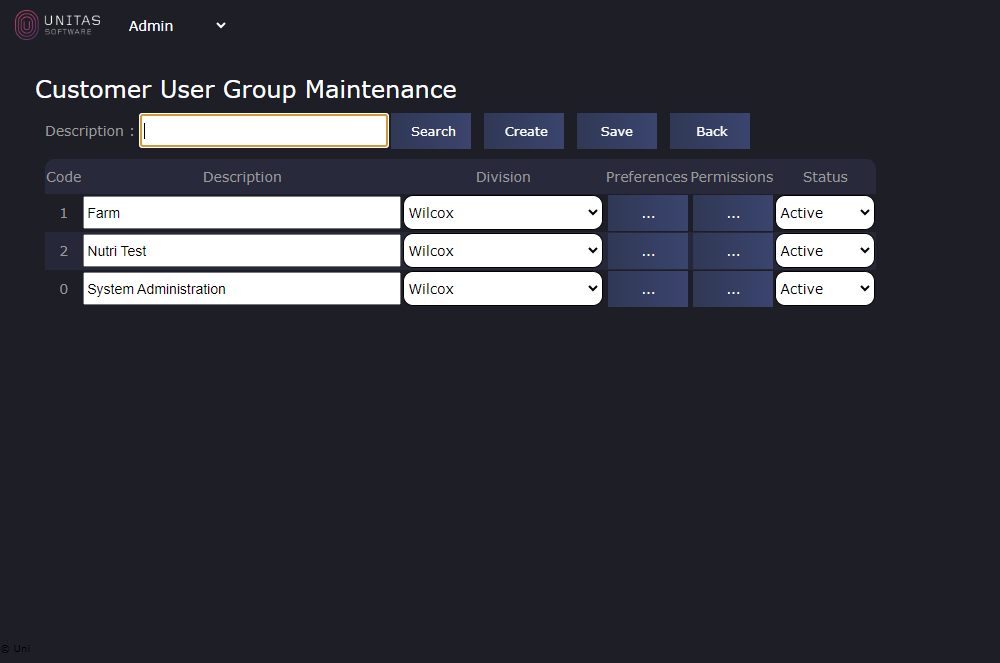 UNITAS
SOFTWARE
Admin
Customer User Group Maintenance
Description : Search Create Save Back
Code Description Division Preferences Permissions Status
1 Farm Wilcox ... ... Active
2 Nutri Test Wilcox ... ... Active
0 System Administration Wilcox ... ... Active
© Uni